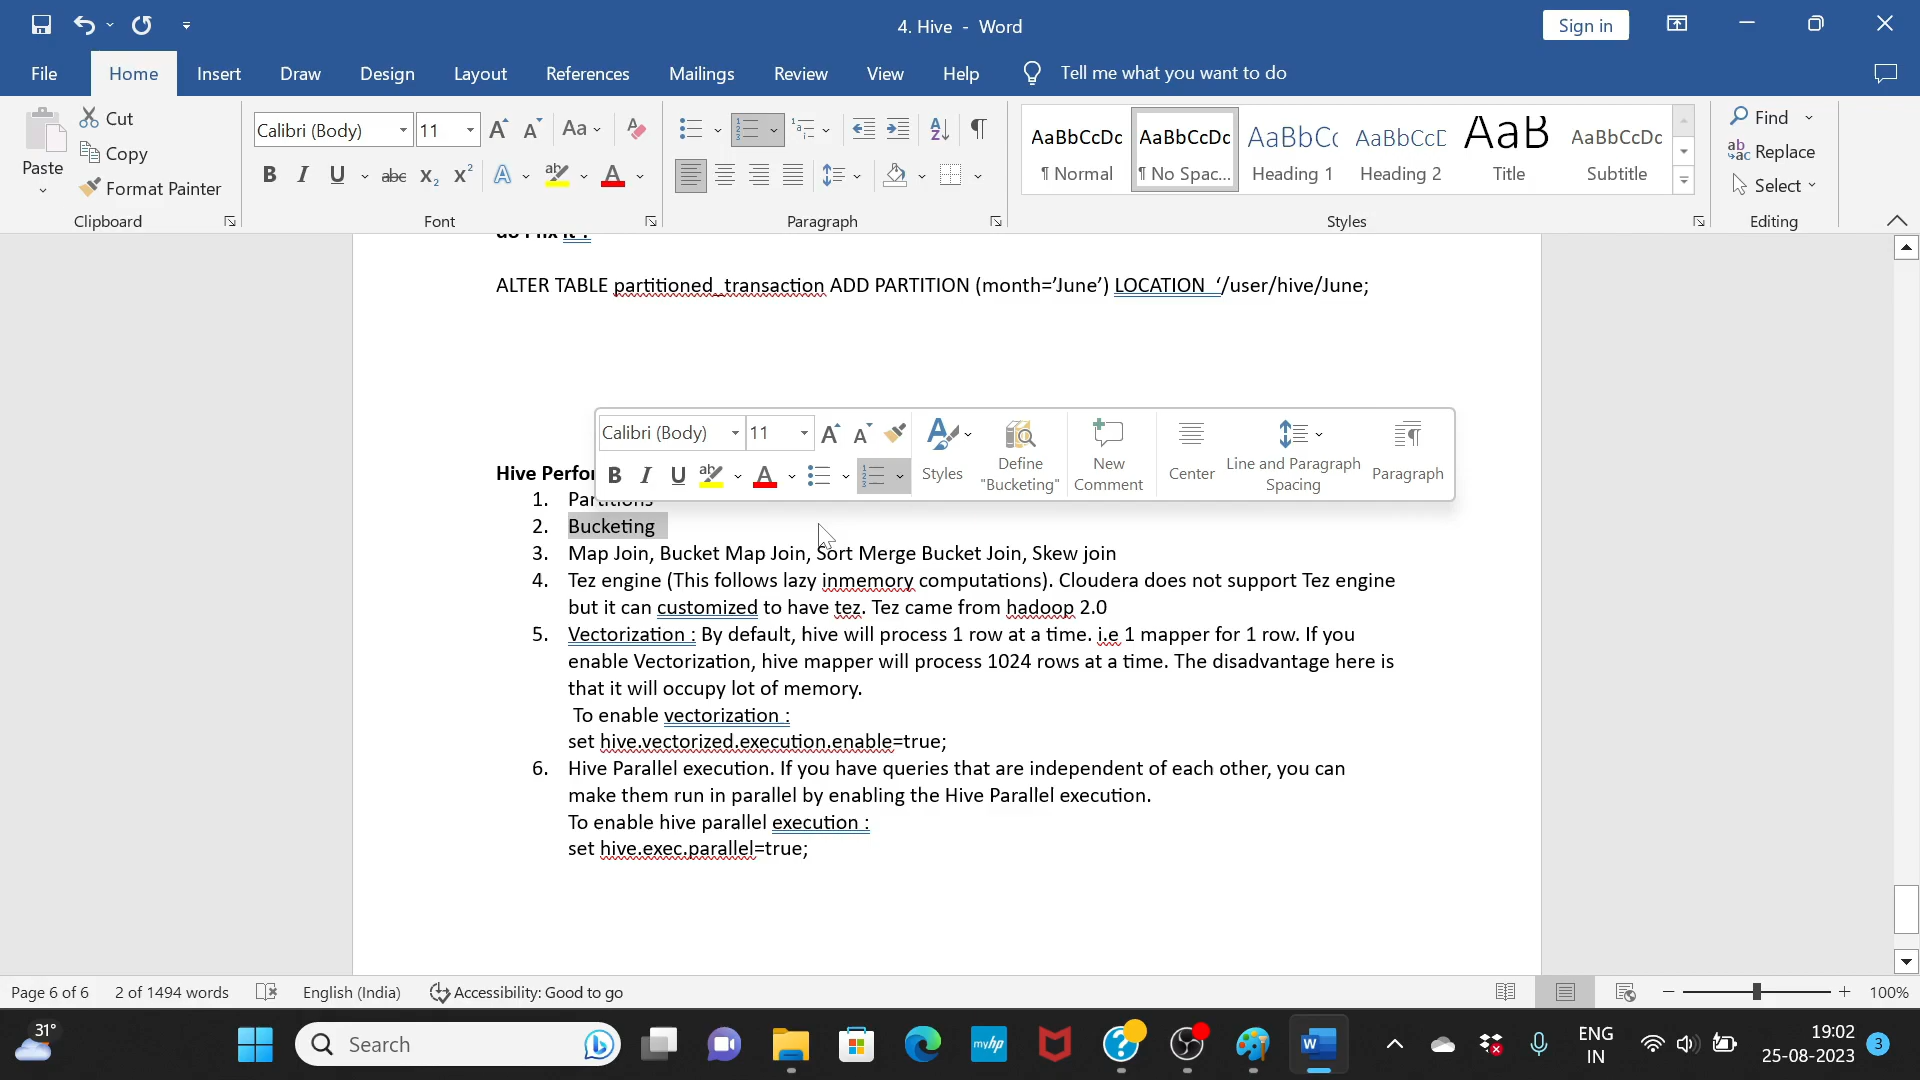 4. Hive - Word
Sign in
File Home Insert Draw Design Layout References Mailings Review View Help Tell me what you want to do
Paste
Cut
Copy
Format Painter
Clipboard
Calibri (Body) 11
Font
Paragraph
AaBbCcDc AaBbCcDc AaBbCc AaBbCcD AaB AaBbCcDc
¶ Normal ¶ No Spac... Heading 1 Heading 2 Title Subtitle
Styles
Find
Replace
Select
Editing
ALTER TABLE partitioned_transaction ADD PARTITION (month=’June’) LOCATION ‘/user/hive/June;
Calibri (Body) 11
Styles
Define "Bucketing"
New Comment
Center
Line and Paragraph Spacing
Paragraph
Hive Perfor
1. Partitions
2. Bucketing
3. Map Join, Bucket Map Join, Sort Merge Bucket Join, Skew join
4. Tez engine (This follows lazy inmemory computations). Cloudera does not support Tez engine
but it can customized to have tez. Tez came from hadoop 2.0
5. Vectorization : By default, hive will process 1 row at a time. i.e 1 mapper for 1 row. If you
enable Vectorization, hive mapper will process 1024 rows at a time. The disadvantage here is
that it will occupy lot of memory.
To enable vectorization :
set hive.vectorized.execution.enable=true;
6. Hive Parallel execution. If you have queries that are independent of each other, you can
make them run in parallel by enabling the Hive Parallel execution.
To enable hive parallel execution :
set hive.exec.parallel=true;
Page 6 of 6 2 of 1494 words English (India) Accessibility: Good to go 100%
31°
Search
myhp
ENG
IN
19:02
25-08-2023
3